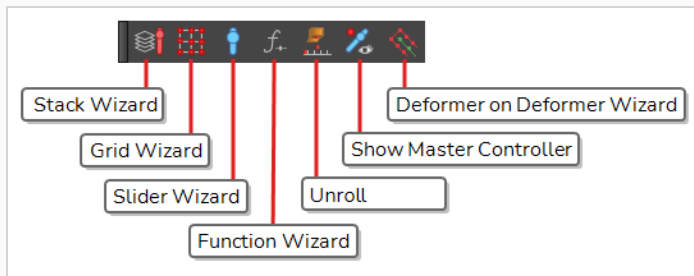 Stack Wizard
Deformer on Deformer Wizard
Grid Wizard
Show Master Controller
Slider Wizard
Unroll
Function Wizard